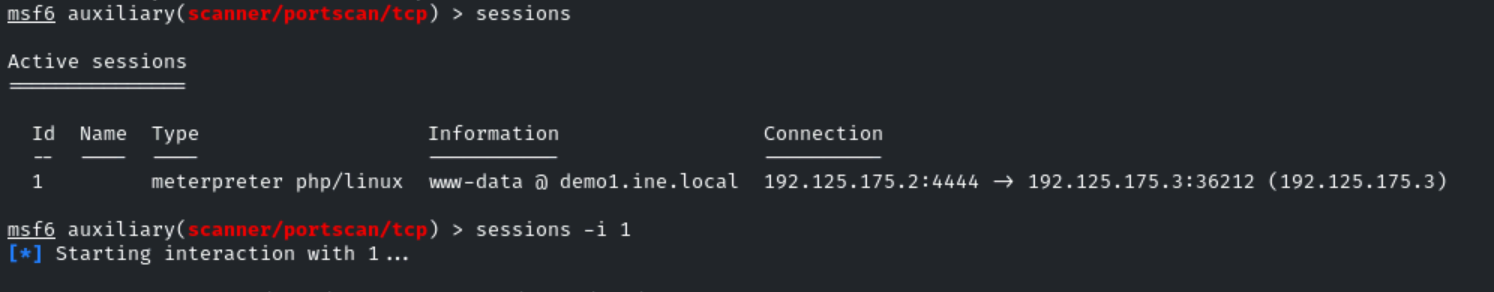 msf6 auxiliary(scanner/portscan/tcp) > sessions
Active sessions
===============
Id Name Type Information Connection
-- ---- ---- ----------- ----------
1 meterpreter php/linux www-data @ demo1.ine.local 192.125.175.2:4444 -> 192.125.175.3:36212 (192.125.175.3)
msf6 auxiliary(scanner/portscan/tcp) > sessions -i 1
[*] Starting interaction with 1...